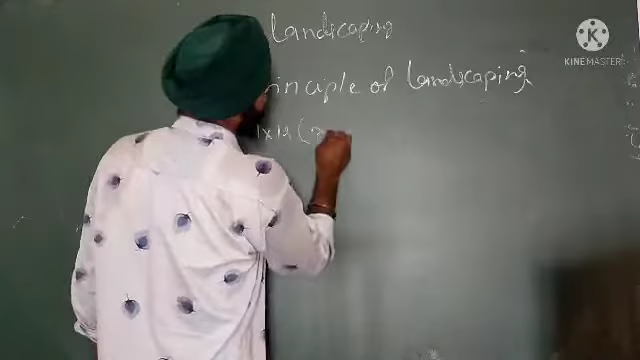 Landscaping
inciple of Landscaping
K
KINEMASTER